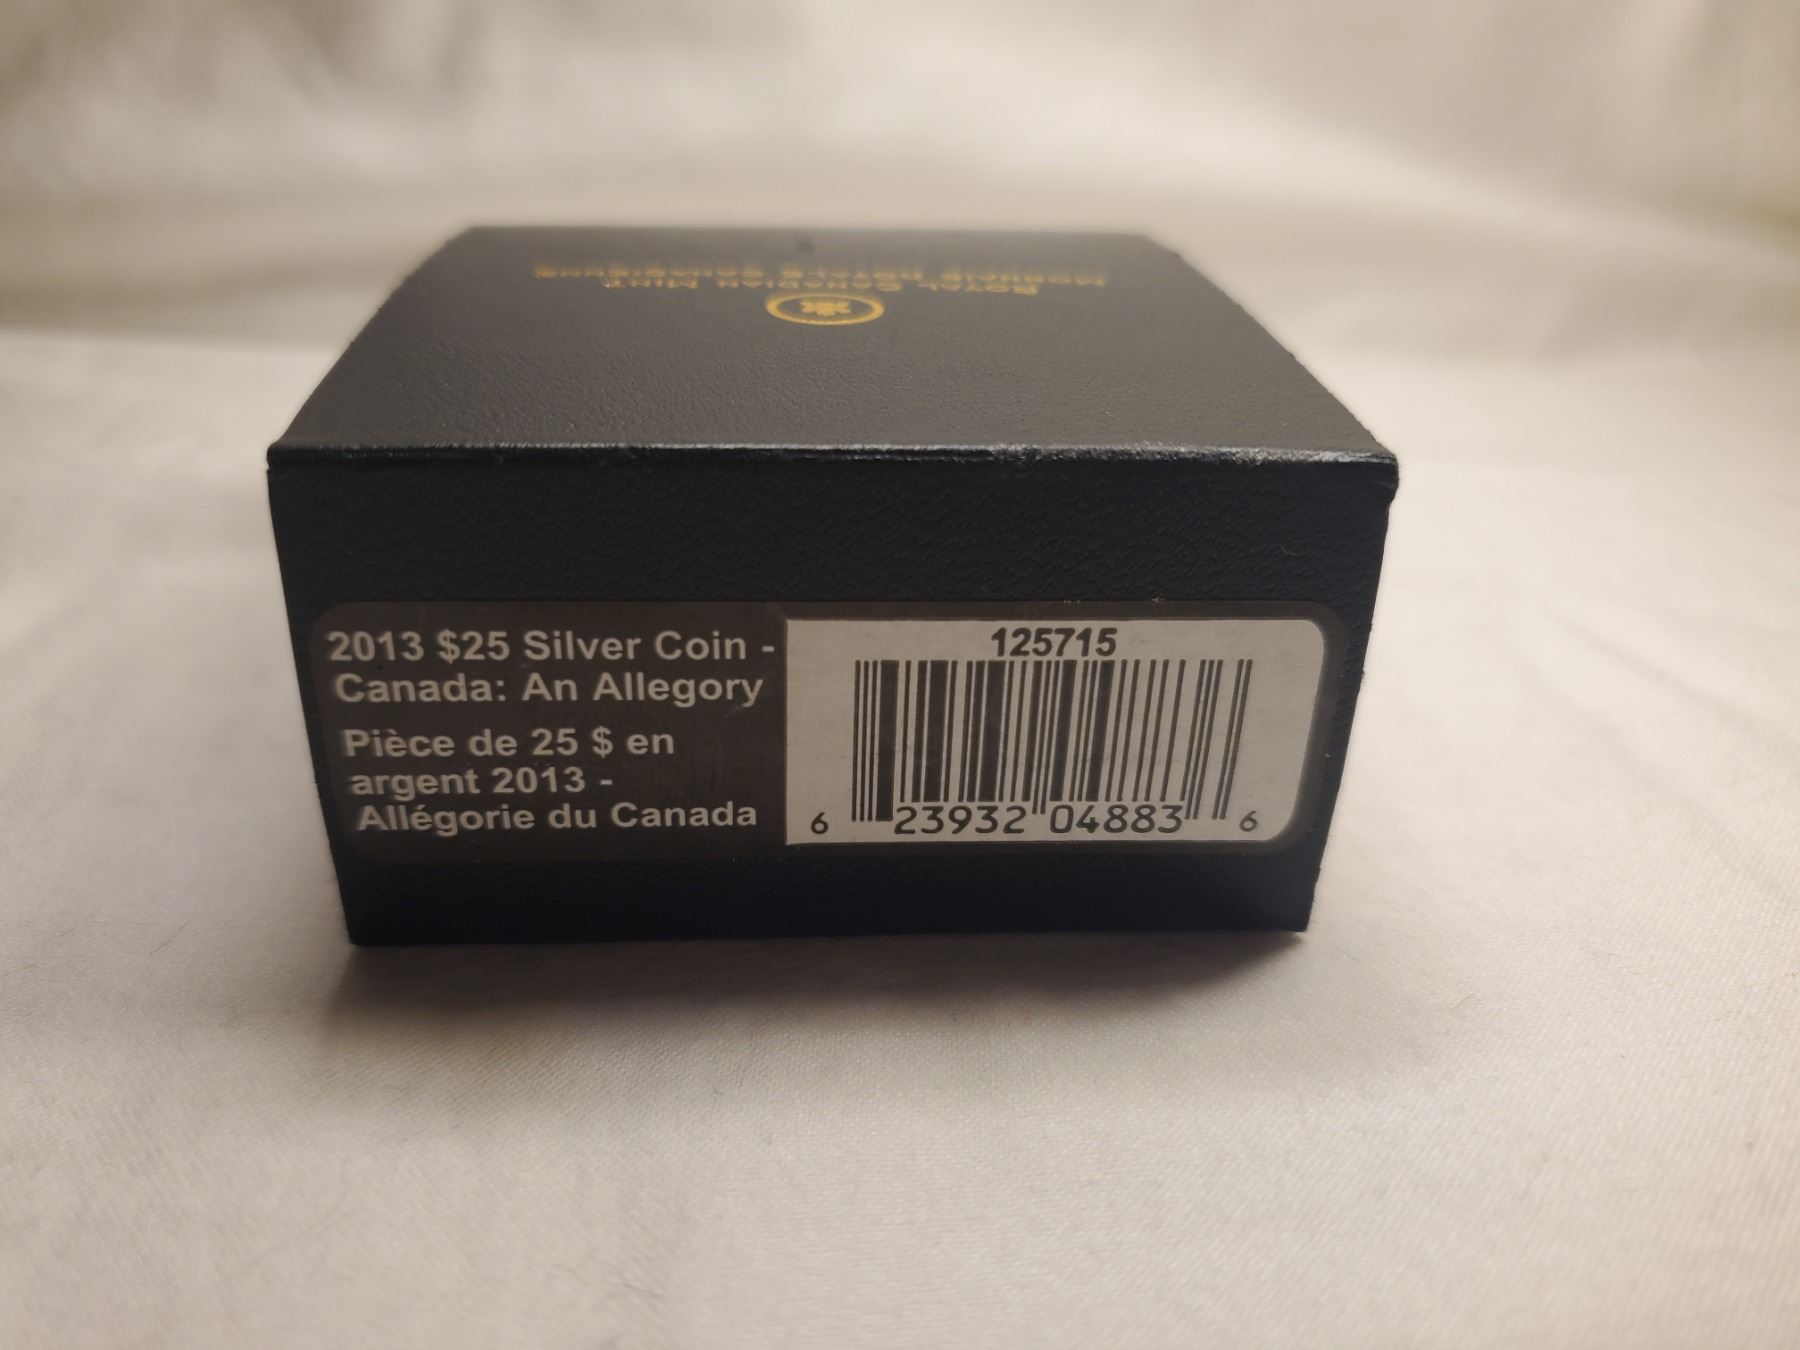 ROYAL CANADIAN MINT
MONNAIE ROYALE CANADIENNE
2013 $25 Silver Coin -
Canada: An Allegory
Pièce de 25 $ en
argent 2013 -
Allégorie du Canada
125715
6 23932 04883 6